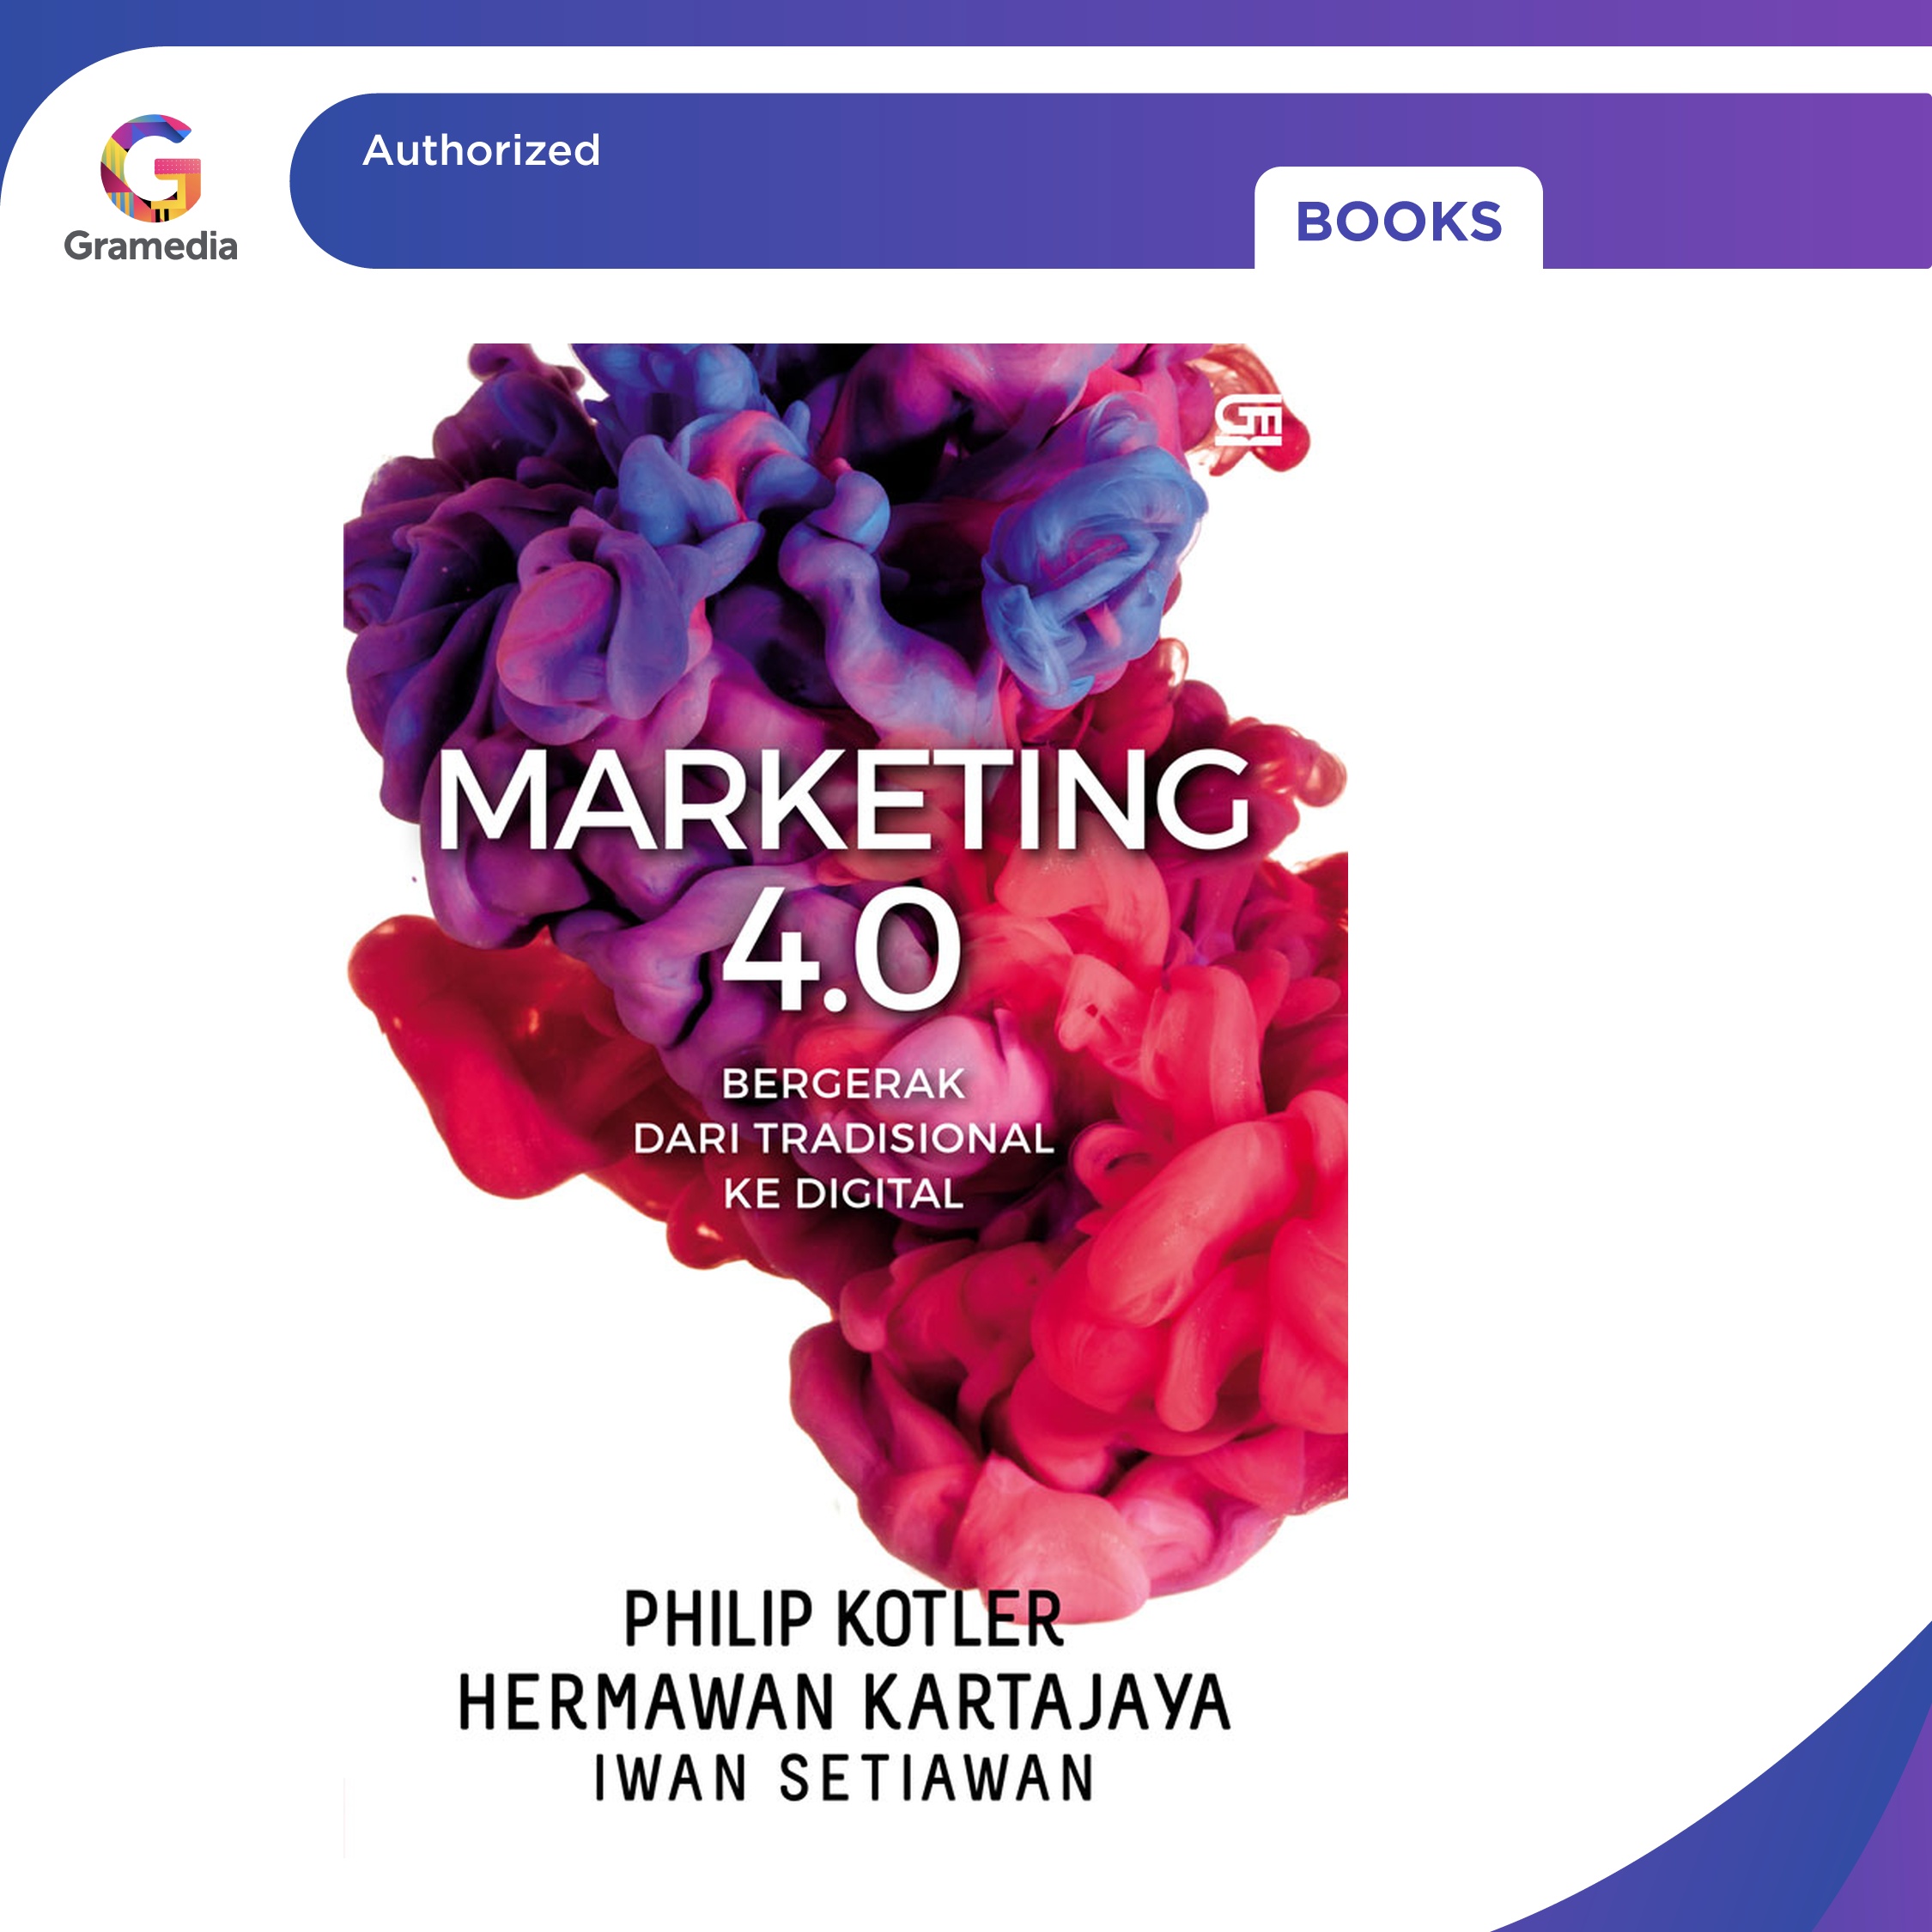 Authorized
BOOKS
Gramedia
MARKETING
4.0
BERGERAK
DARI TRADISIONAL
KE DIGITAL
PHILIP KOTLER
HERMAWAN KARTAJAYA
IWAN SETIAWAN